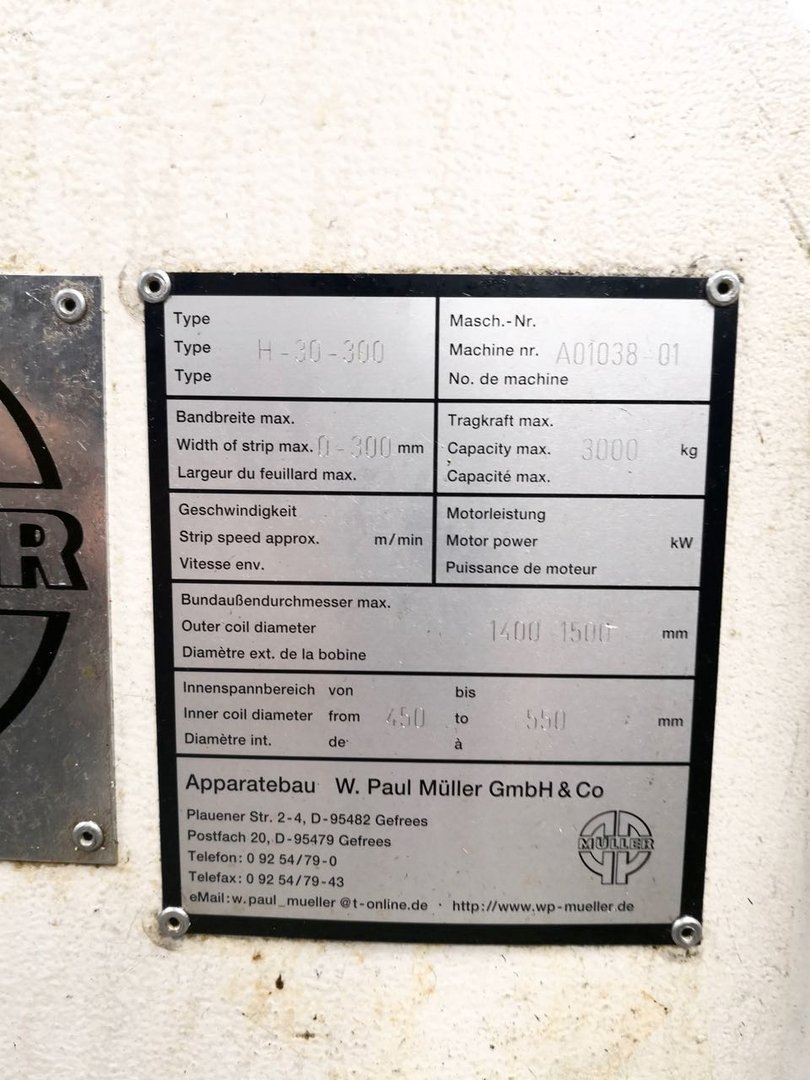 Type
Type H-30-300
Type
Masch.-Nr.
Machine nr. A01038-01
No. de machine
Bandbreite max.
Width of strip max. 0-300 mm
Largeur du feuillard max.
Tragkraft max.
Capacity max. 3000 kg
Capacité max.
Geschwindigkeit
Strip speed approx. m/min
Vitesse env.
Motorleistung
Motor power kW
Puissance de moteur
Bundaußendurchmesser max.
Outer coil diameter 1400 1500 mm
Diamètre ext. de la bobine
Innenspannbereich von bis
Inner coil diameter from 450 to 550 mm
Diamètre int. de à
Apparatebau W. Paul Müller GmbH & Co
Plauener Str. 2-4, D-95482 Gefrees
Postfach 20, D-95479 Gefrees
Telefon: 0 92 54/79-0
Telefax: 0 92 54/79-43
eMail: w.paul_mueller @t-online.de · http://www.wp-mueller.de
MÜLLER
R